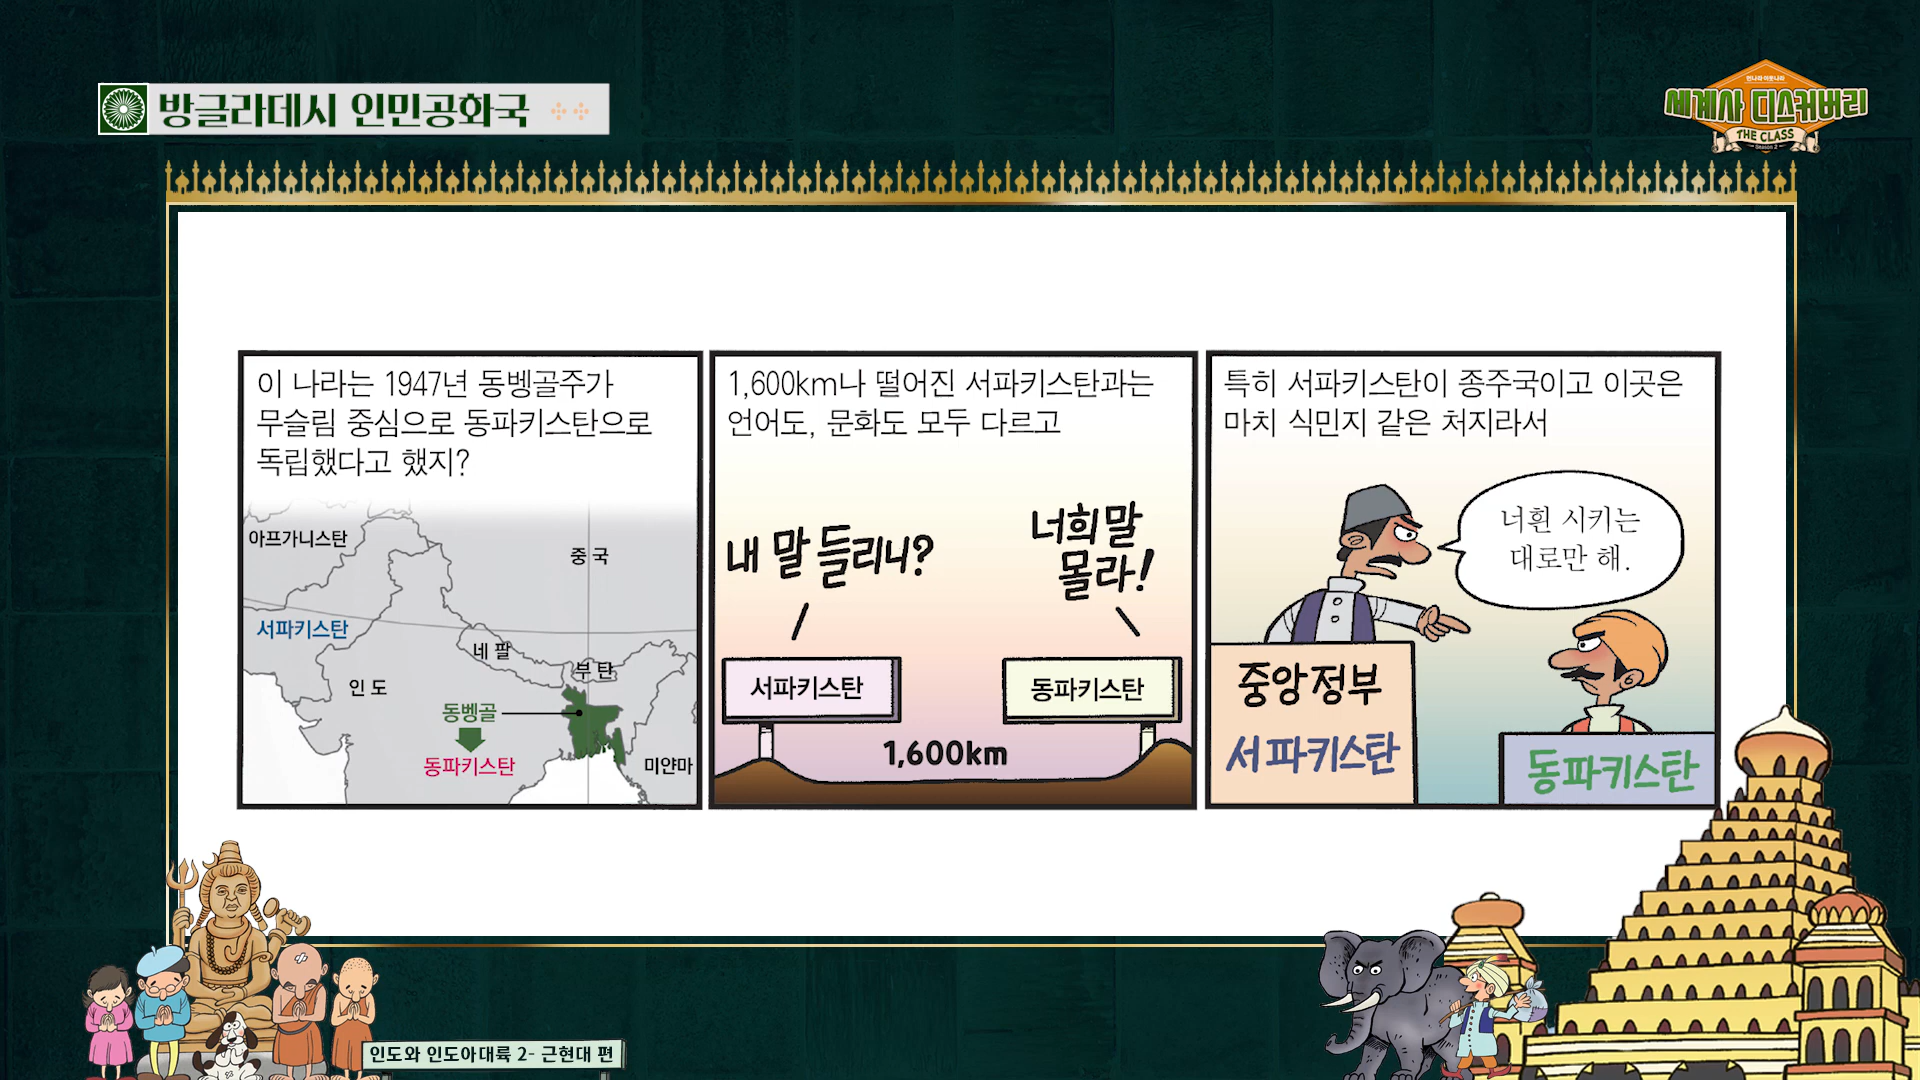 방글라데시 인민공화국
먼나라 이웃나라
세계사 디스커버리
THE CLASS
Season 2
이 나라는 1947년 동벵골주가
무슬림 중심으로 동파키스탄으로
독립했다고 했지?
아프가니스탄
중국
서파키스탄
네팔
부탄
인도
동벵골
동파키스탄
미얀마
1,600km나 떨어진 서파키스탄과는
언어도, 문화도 모두 다르고
내 말 들리니?
너희 말
몰라!
서파키스탄
동파키스탄
1,600km
특히 서파키스탄이 종주국이고 이곳은
마치 식민지 같은 처지라서
너흰 시키는
대로만 해.
중앙정부
서파키스탄
동파키스탄
인도와 인도아대륙 2- 근현대 편